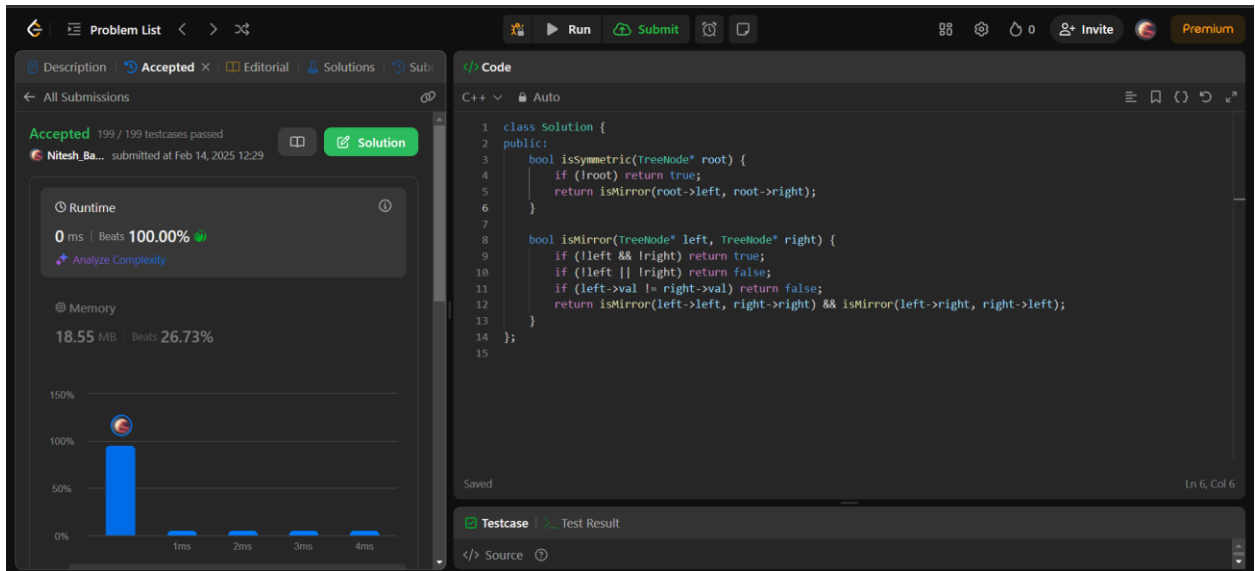 Problem List
Run
Submit
0
Invite
Premium
Description
Accepted
Editorial
Solutions
Sub
All Submissions
Accepted 199 / 199 testcases passed
Nitesh_Ba... submitted at Feb 14, 2025 12:29
Solution
Runtime
0 ms | Beats 100.00%
Analyze Complexity
Memory
18.55 MB | Beats 26.73%
150%
100%
50%
0%
1ms 2ms 3ms 4ms
</> Code
C++ Auto
1 class Solution {
2 public:
3 bool isSymmetric(TreeNode* root) {
4 if (!root) return true;
5 return isMirror(root->left, root->right);
6 }
7
8 bool isMirror(TreeNode* left, TreeNode* right) {
9 if (!left && !right) return true;
10 if (!left || !right) return false;
11 if (left->val != right->val) return false;
12 return isMirror(left->left, right->right) && isMirror(left->right, right->left);
13 }
14 };
15
Saved
Ln 6, Col 6
Testcase | >_ Test Result
</> Source